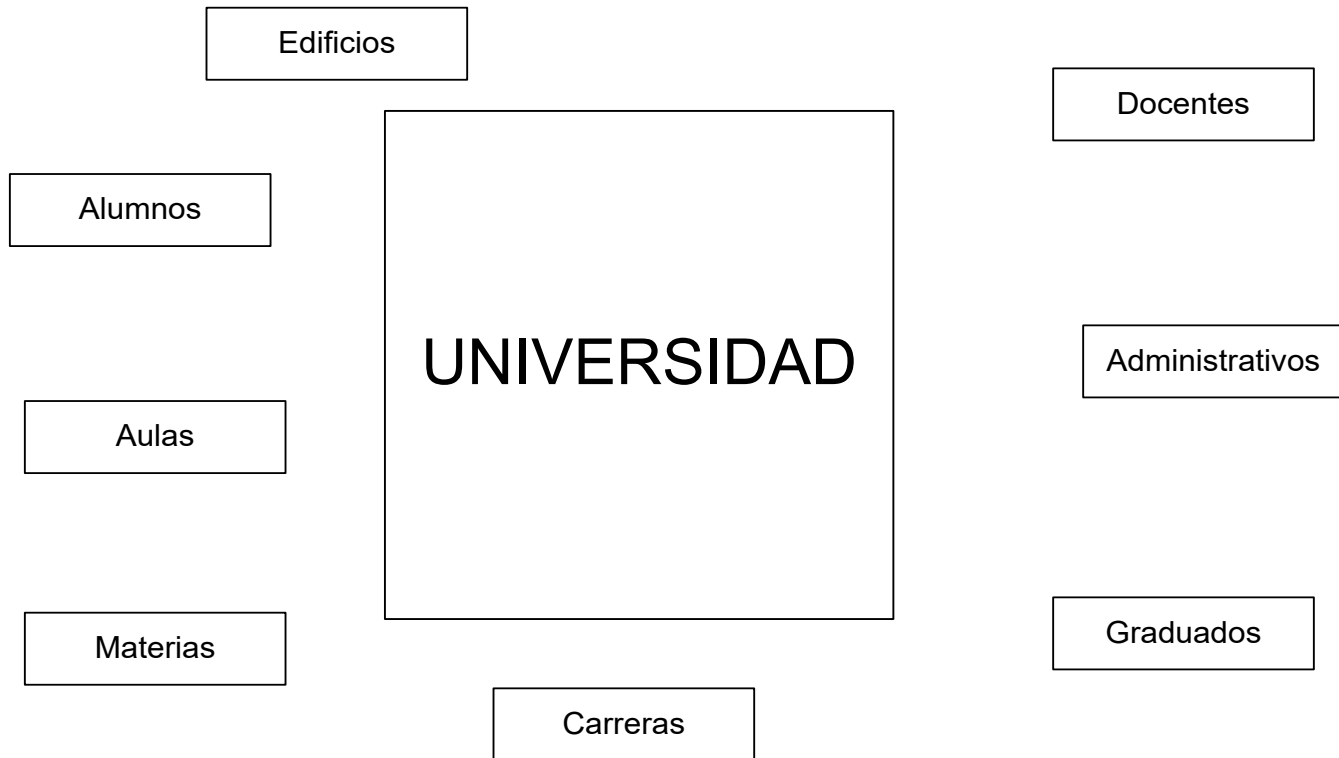 Edificios
Docentes
Alumnos
UNIVERSIDAD
Administrativos
Aulas
Graduados
Materias
Carreras